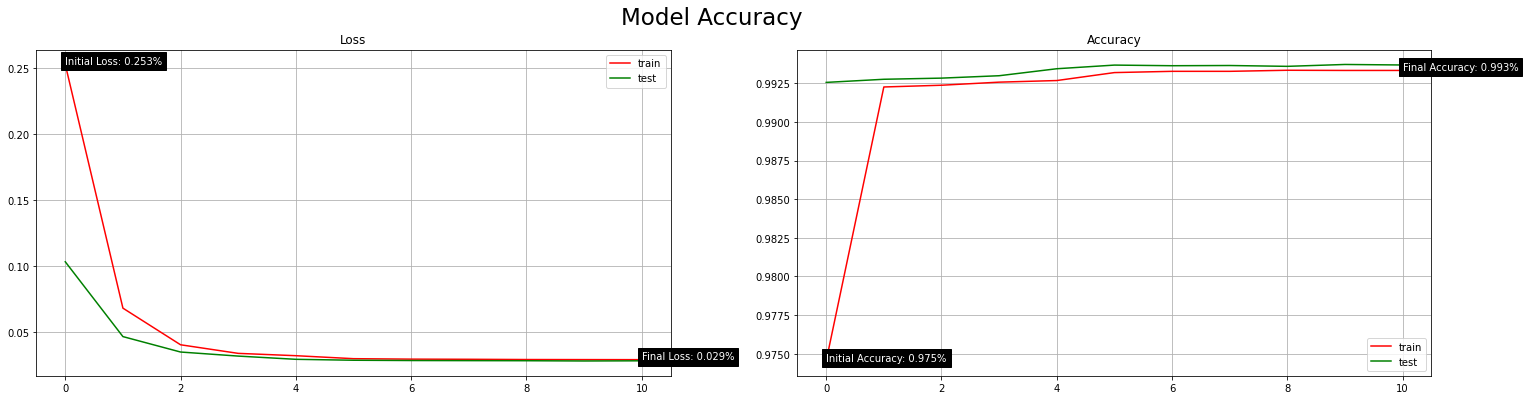 Model Accuracy
Loss
Initial Loss: 0.253%
train
test
0.25
0.20
0.15
0.10
0.05
Final Loss: 0.029%
0 2 4 6 8 10
Accuracy
Final Accuracy: 0.993%
0.9925
0.9900
0.9875
0.9850
0.9825
0.9800
0.9775
0.9750
Initial Accuracy: 0.975%
train
test
0 2 4 6 8 10